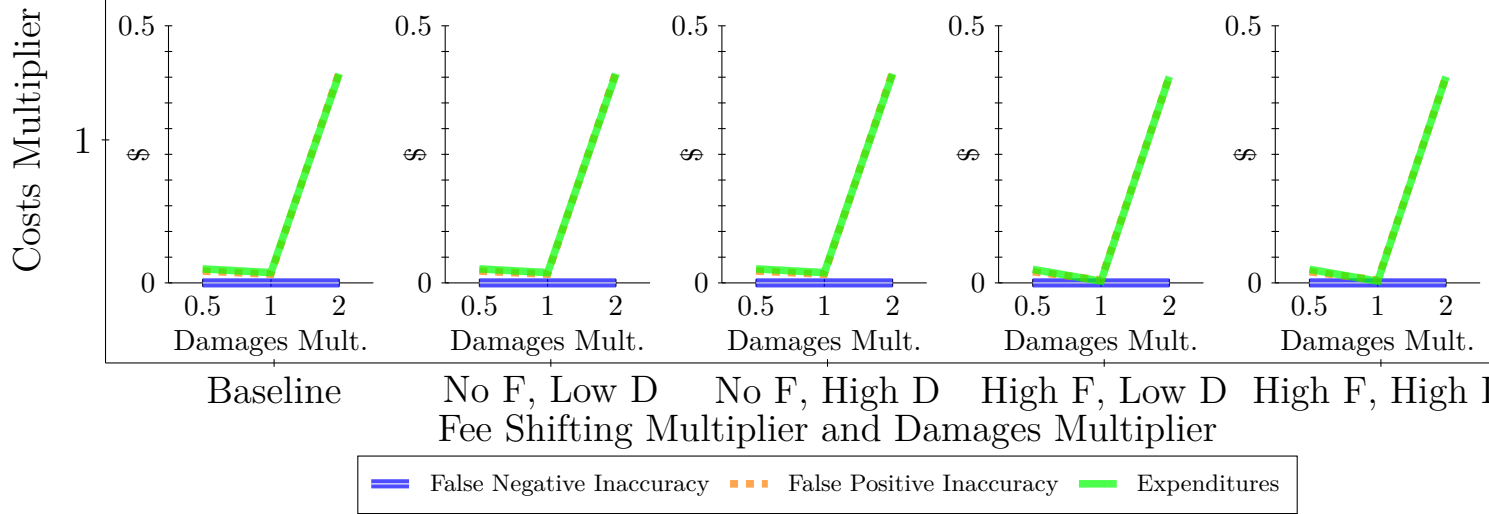 Costs Multiplier
1
0.5
0
$
0.5 1 2
Damages Mult.
0.5
0
$
0.5 1 2
Damages Mult.
0.5
0
$
0.5 1 2
Damages Mult.
0.5
0
$
0.5 1 2
Damages Mult.
0.5
0
$
0.5 1 2
Damages Mult.
Baseline No F, Low D No F, High D High F, Low D High F, High
Fee Shifting Multiplier and Damages Multiplier
False Negative Inaccuracy False Positive Inaccuracy Expenditures